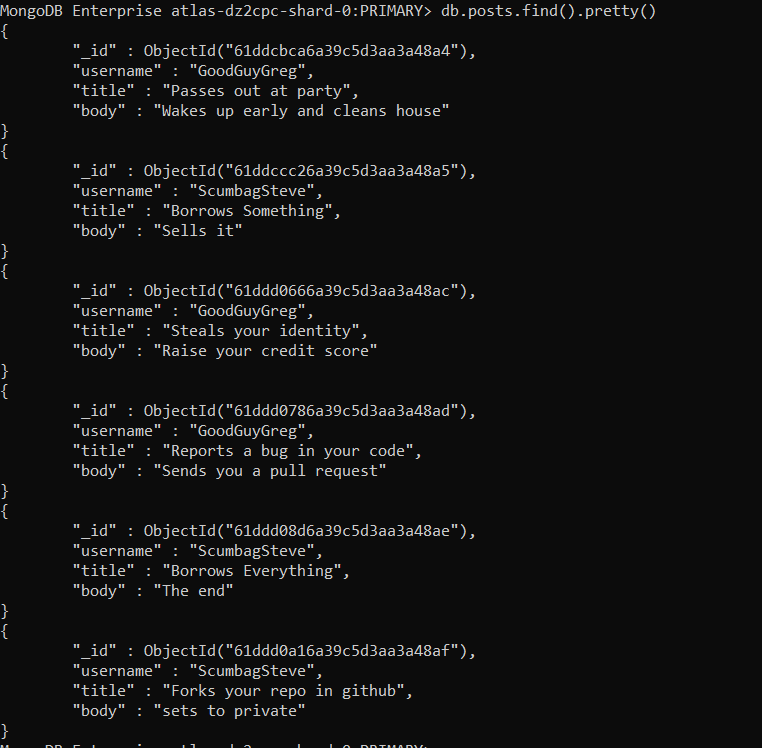 MongoDB Enterprise atlas-dz2cpc-shard-0:PRIMARY> db.posts.find().pretty()
{
"_id" : ObjectId("61ddcbca6a39c5d3aa3a48a4"),
"username" : "GoodGuyGreg",
"title" : "Passes out at party",
"body" : "Wakes up early and cleans house"
}
{
"_id" : ObjectId("61ddccc26a39c5d3aa3a48a5"),
"username" : "ScumbagSteve",
"title" : "Borrows Something",
"body" : "Sells it"
}
{
"_id" : ObjectId("61ddd0666a39c5d3aa3a48ac"),
"username" : "GoodGuyGreg",
"title" : "Steals your identity",
"body" : "Raise your credit score"
}
{
"_id" : ObjectId("61ddd0786a39c5d3aa3a48ad"),
"username" : "GoodGuyGreg",
"title" : "Reports a bug in your code",
"body" : "Sends you a pull request"
}
{
"_id" : ObjectId("61ddd08d6a39c5d3aa3a48ae"),
"username" : "ScumbagSteve",
"title" : "Borrows Everything",
"body" : "The end"
}
{
"_id" : ObjectId("61ddd0a16a39c5d3aa3a48af"),
"username" : "ScumbagSteve",
"title" : "Forks your repo in github",
"body" : "sets to private"
}